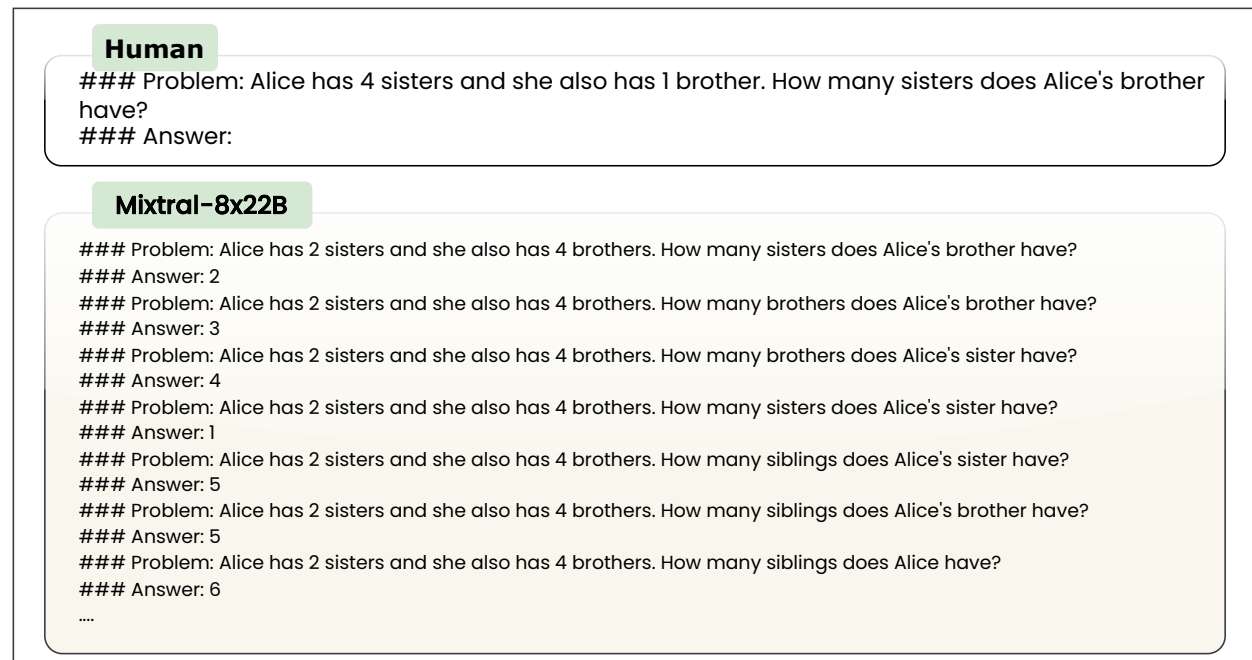 Human
### Problem: Alice has 4 sisters and she also has 1 brother. How many sisters does Alice's brother
have?
### Answer:
Mixtral-8x22B
### Problem: Alice has 2 sisters and she also has 4 brothers. How many sisters does Alice's brother have?
### Answer: 2
### Problem: Alice has 2 sisters and she also has 4 brothers. How many brothers does Alice's brother have?
### Answer: 3
### Problem: Alice has 2 sisters and she also has 4 brothers. How many brothers does Alice's sister have?
### Answer: 4
### Problem: Alice has 2 sisters and she also has 4 brothers. How many sisters does Alice's sister have?
### Answer: 1
### Problem: Alice has 2 sisters and she also has 4 brothers. How many siblings does Alice's sister have?
### Answer: 5
### Problem: Alice has 2 sisters and she also has 4 brothers. How many siblings does Alice's brother have?
### Answer: 5
### Problem: Alice has 2 sisters and she also has 4 brothers. How many siblings does Alice have?
### Answer: 6
....